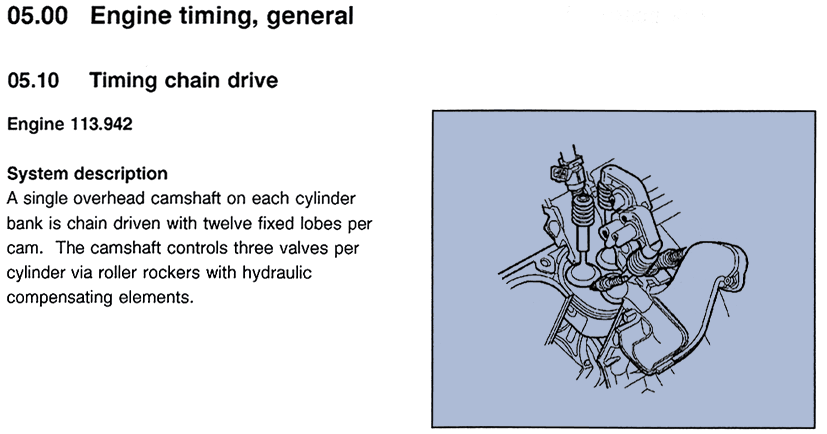 05.00 Engine timing, general
05.10 Timing chain drive
Engine 113.942
System description
A single overhead camshaft on each cylinder
bank is chain driven with twelve fixed lobes per
cam. The camshaft controls three valves per
cylinder via roller rockers with hydraulic
compensating elements.